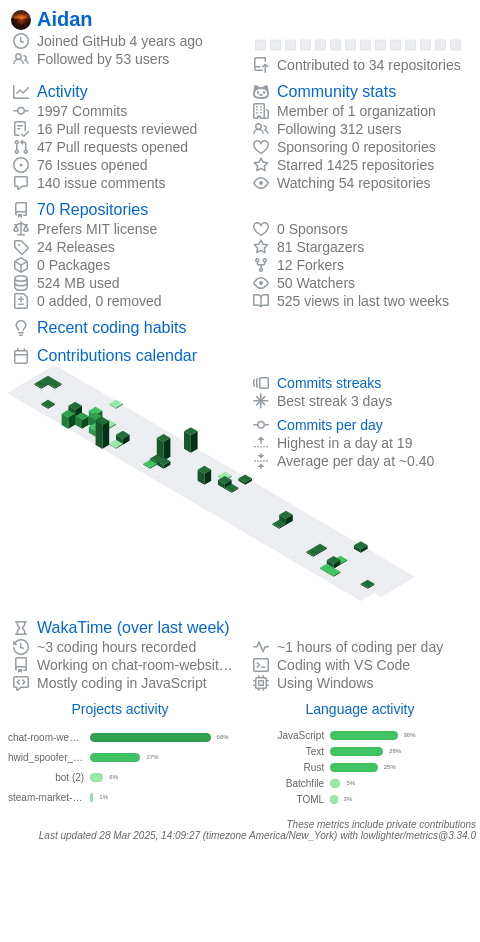 Aidan
Joined GitHub 4 years ago
Followed by 53 users
Contributed to 34 repositories
Activity
1997 Commits
16 Pull requests reviewed
47 Pull requests opened
76 Issues opened
140 issue comments
Community stats
Member of 1 organization
Following 312 users
Sponsoring 0 repositories
Starred 1425 repositories
Watching 54 repositories
70 Repositories
Prefers MIT license
24 Releases
0 Packages
524 MB used
0 added, 0 removed
0 Sponsors
81 Stargazers
12 Forkers
50 Watchers
525 views in last two weeks
Recent coding habits
Contributions calendar
Commits streaks
Best streak 3 days
Commits per day
Highest in a day at 19
Average per day at ~0.40
WakaTime (over last week)
~3 coding hours recorded
Working on chat-room-websit…
Mostly coding in JavaScript
~1 hours of coding per day
Coding with VS Code
Using Windows
Projects activity
chat-room-we… 66%
hwid_spoofer_… 27%
bot (2) 6%
steam-market-… 1%
Language activity
JavaScript 36%
Text 28%
Rust 25%
Batchfile 5%
TOML 3%
These metrics include private contributions
Last updated 28 Mar 2025, 14:09:27 (timezone America/New_York) with lowlighter/metrics@3.34.0